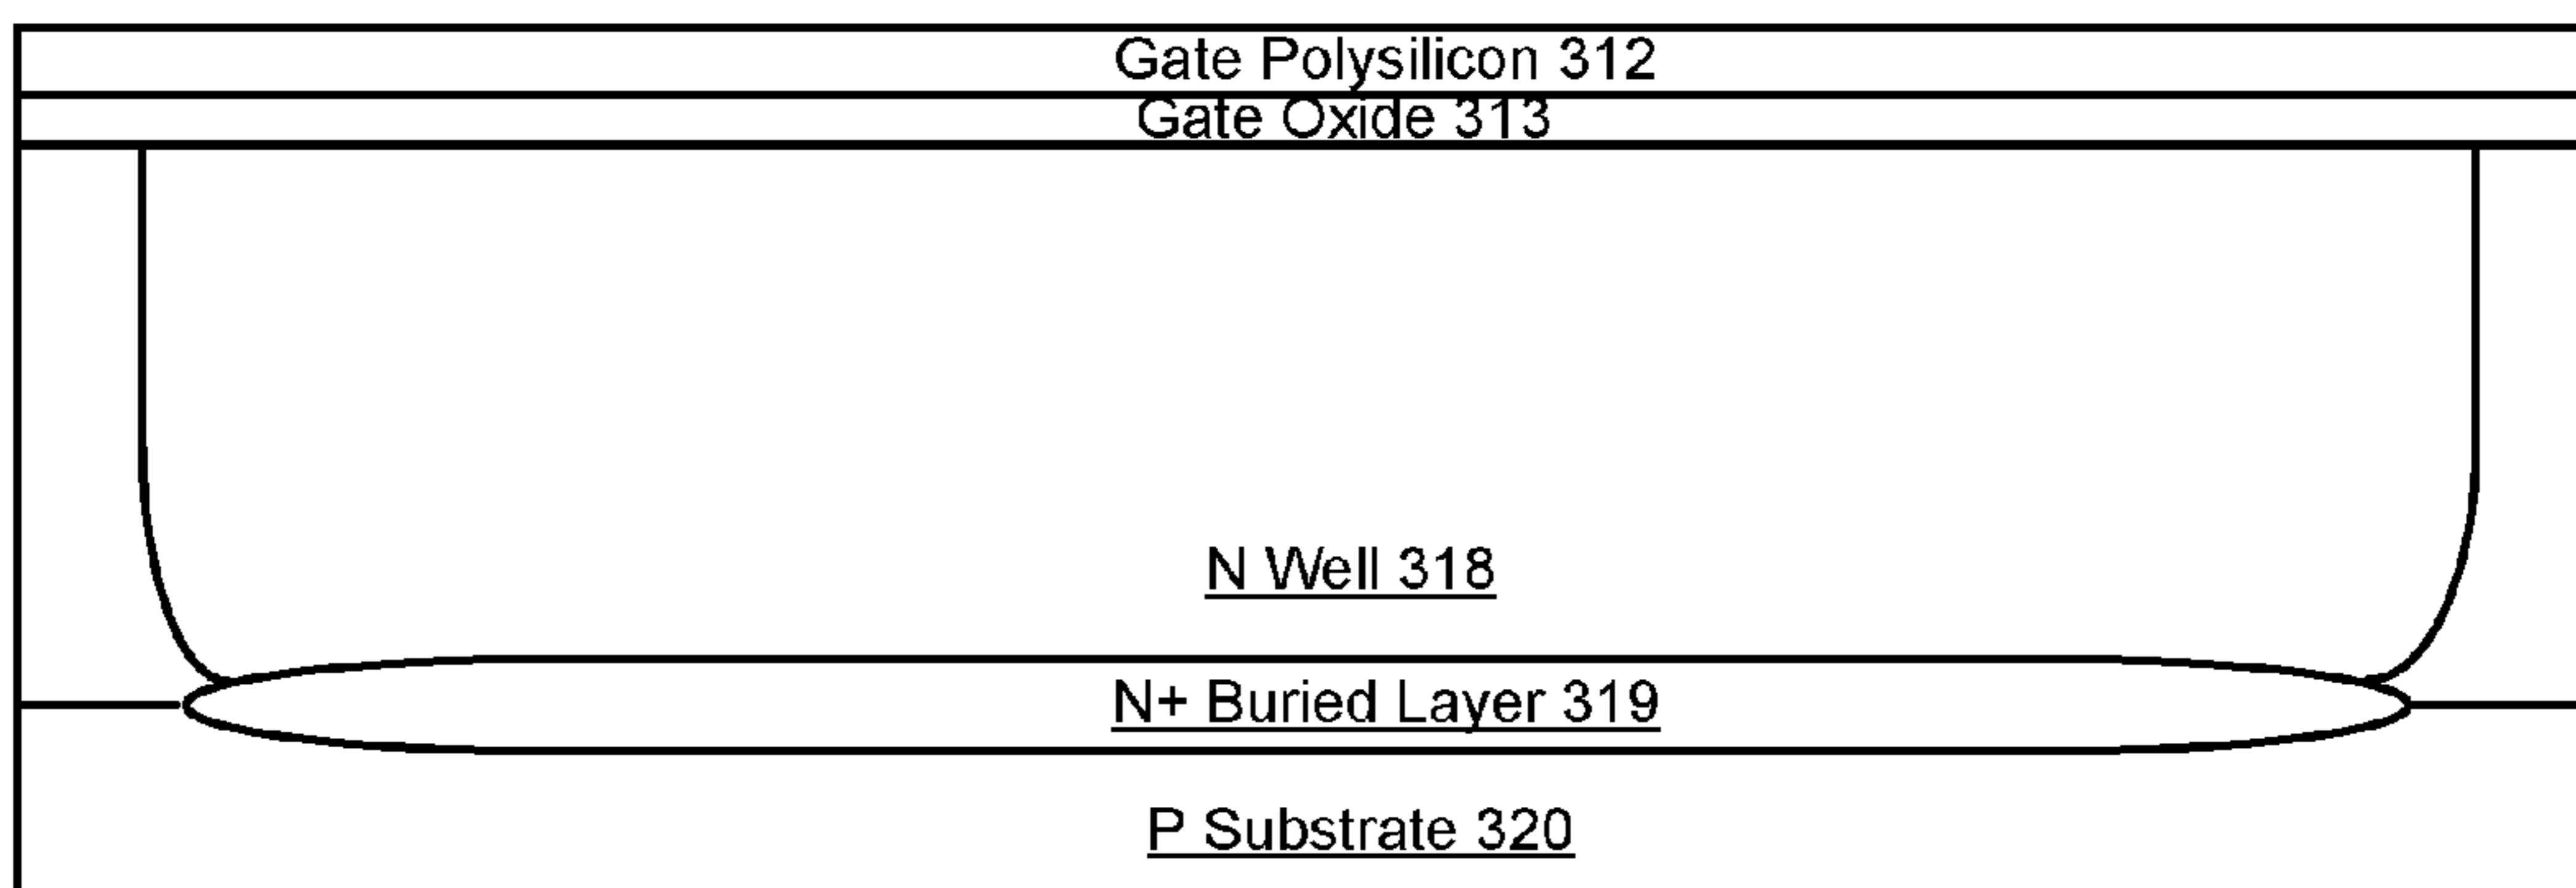 Gate Polysilicon 312
Gate Oxide 313
N Well 318
N+ Buried Layer 319
P Substrate 320